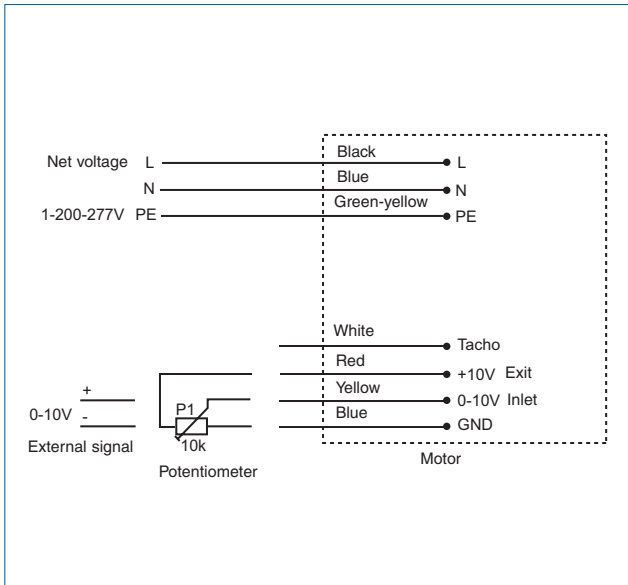 Black
Net voltage L L
Blue
N N
Green-yellow
1-200-277V PE PE
White
Tacho
Red
+10V Exit
Yellow
+
0-10V Inlet
P1
Blue
0-10V -
GND
10k
External signal
Potentiometer
Motor